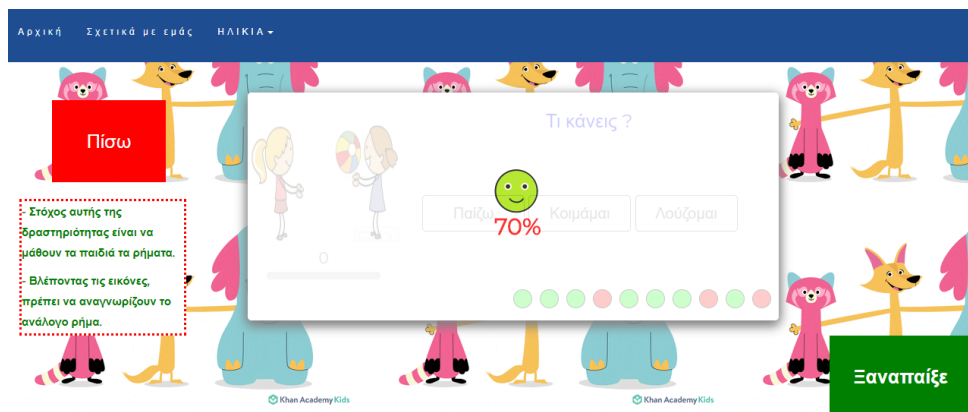 Αρχική Σχετικά με εμάς ΗΛΙΚΙΑ
Πίσω
- Στόχος αυτής της
δραστηριότητας είναι να
μάθουν τα παιδιά τα ρήματα.
- Βλέποντας τις εικόνες,
πρέπει να αναγνωρίζουν το
ανάλογο ρήμα.
Τι κάνεις ?
Παίζω Κοιμάμαι Λούζομαι
70%
0
Ξαναπαίξε
Khan Academy Kids
Khan Academy Kids